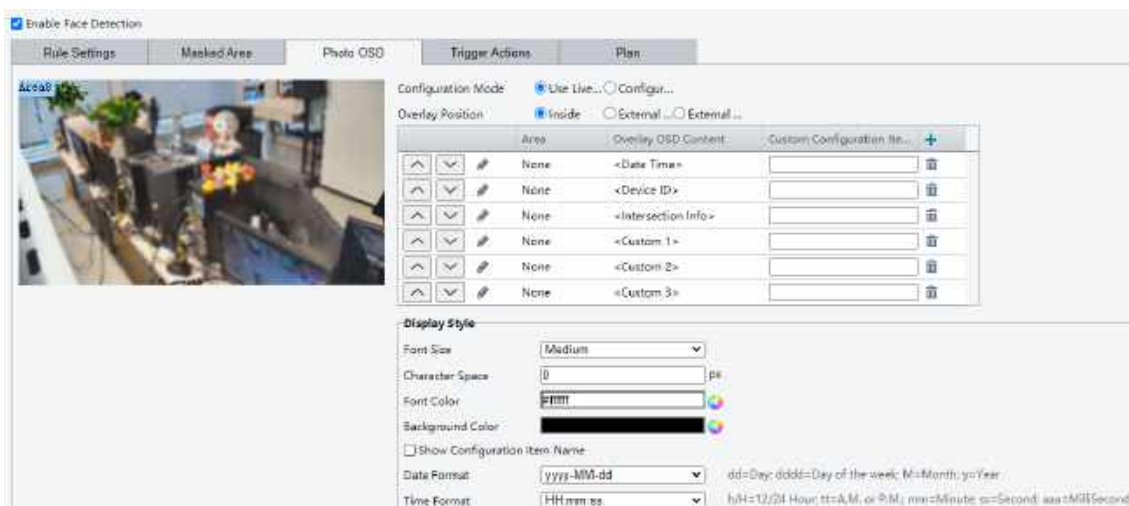 Enable Face Detection
Rule Settings Masked Area Photo OSD Trigger Actions Plan
Area8
Configuration Mode Use Live... Configur...
Overlay Position Inside External ... External ...
Area Overlay OSD Content Custom Configuration Ite...
None <Date Time>
None <Device ID>
None <Intersection Info>
None <Custom 1>
None <Custom 2>
None <Custom 3>
Display Style
Font Size Medium
Character Space 0 px
Font Color #ffffff
Background Color
Show Configuration Item Name
Date Format yyyy-MM-dd dd=Day; dddd=Day of the week; M=Month; y=Year
Time Format HH:mm:ss h/H=12/24 Hour; tt=A.M. or P.M.; mm=Minute; ss=Second; aaa=MilliSecond